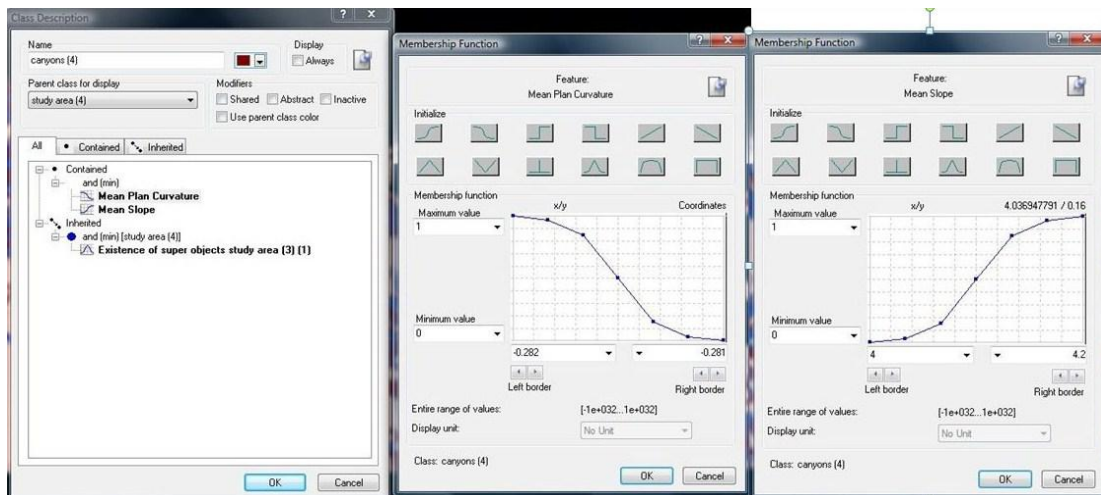 Class Description
Name
canyons (4)
Display
Always
Parent class for display
study area (4)
Modifiers
Shared
Abstract
Inactive
Use parent class color
All
Contained
Inherited
Contained
and (min)
Mean Plan Curvature
Mean Slope
Inherited
and (min) [study area (4)]
Existence of super objects study area (3) (1)
OK
Cancel
Membership Function
Feature:
Mean Plan Curvature
Initialize
Membership function
Maximum value
x/y
Coordinates
1
Minimum value
0
-0.282
-0.281
Left border
Right border
Entire range of values:
[-1e+032...1e+032]
Display unit:
No Unit
Class: canyons (4)
OK
Cancel
Membership Function
Feature:
Mean Slope
Initialize
Membership function
Maximum value
x/y
4.036947791 / 0.16
1
Minimum value
0
4
4.2
Left border
Right border
Entire range of values:
[-1e+032...1e+032]
Display unit:
No Unit
Class: canyons (4)
OK
Cancel